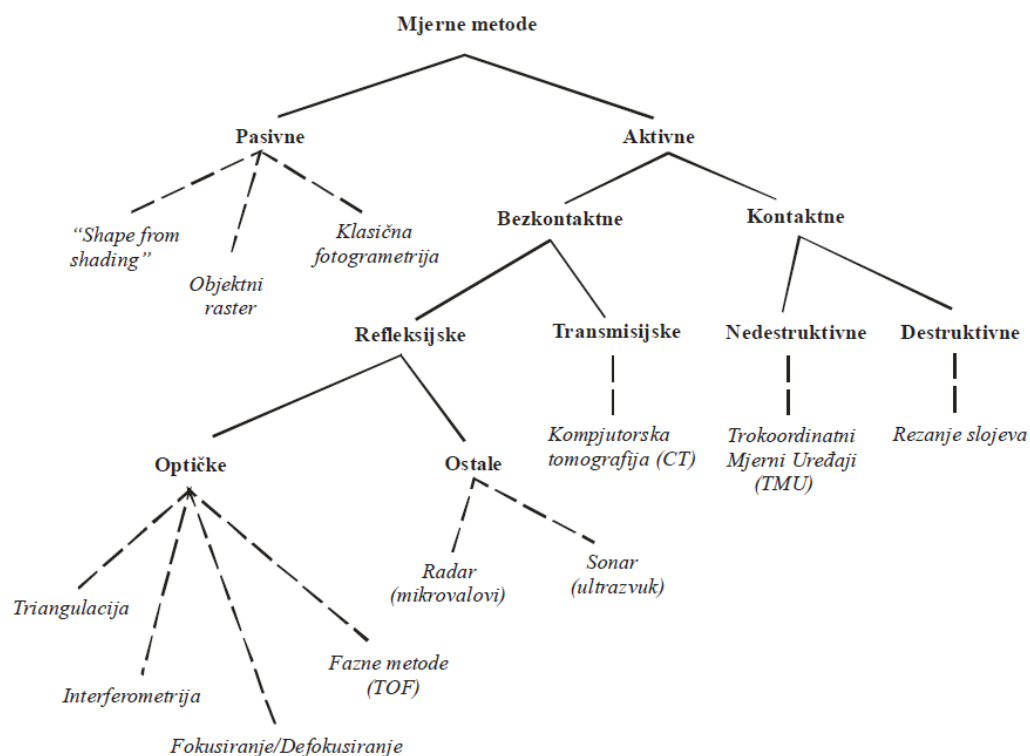 Mjerne metode
Pasivne
Aktivne
“Shape from
shading”
Objektni
raster
Klasična
fotogrametrija
Bezkontaktne
Kontaktne
Refleksijske
Transmisijske
Nedestruktivne
Destruktivne
Kompjutorska
tomografija (CT)
Trokoordinatni
Mjerni Uređaji
(TMU)
Rezanje slojeva
Optičke
Ostale
Radar
(mikrovalovi)
Sonar
(ultrazvuk)
Triangulacija
Interferometrija
Fokusiranje/Defokusiranje
Fazne metode
(TOF)